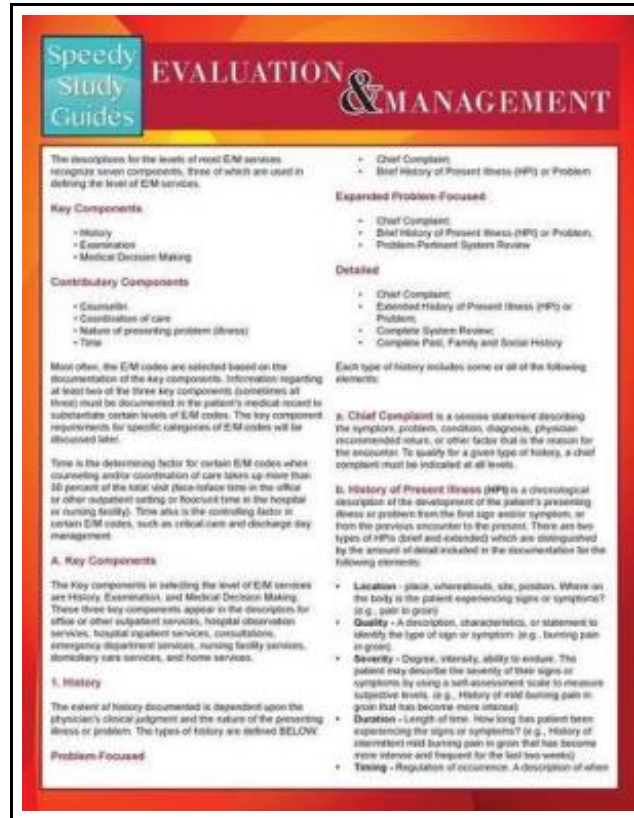 Speedy
Study
Guides
EVALUATION
& MANAGEMENT
The descriptions for the levels of most E/M services
recognize seven components, three of which are used in
defining the level of E/M services.
Key Components
• History
• Examination
• Medical Decision Making
Contributory Components
• Counselin
• Coordination of care
• Nature of presenting problem (illness)
• Time
Most often, the E/M codes are selected based on the
documentation of the key components. Information regarding
at least two of the three key components (sometimes all
three) must be documented in the patient's medical record to
substantiate certain levels of E/M codes. The key component
requirements for specific categories of E/M codes will be
discussed later.
Time is the determining factor for certain E/M codes when
counseling and/or coordination of care takes up more than
50 percent of the total visit (face-toface time in the office
or other outpatient setting or floor/unit time in the hospital
or nursing facility). Time also is the controlling factor in
certain E/M codes, such as critical care and discharge day
management
A. Key Components
The Key components in selecting the level of E/M services
are History, Examination, and Medical Decision Making.
These three key components appear in the descriptors for
office or other outpatient services, hospital observation
services, hospital inpatient services, consultations,
emergency department services, nursing facility services,
domiciliary care services, and home services.
1. History
The extent of history documented is dependent upon the
physician's clinical judgment and the nature of the presenting
illness or problem. The types of history are defined BELOW.
Problem-Focused
• Chief Complaint;
• Brief History of Present Illness (HPI) or Problem
Expanded Problem-Focused
• Chief Complaint;
• Brief History of Present Illness (HPI) or Problem,
• Problem-Pertinent System Review
Detailed
• Chief Complaint;
• Extended History of Present Illness (HPI) or
Problem;
• Complete System Review;
• Complete Past, Family and Social History
Each type of history includes some or all of the following
elements:
a. Chief Complaint is a concise statement describing
the symptom, problem, condition, diagnosis, physician
recommended return, or other factor that is the reason for the
encounter. To qualify for a given type of history, a chief
complaint must be indicated at all levels.
b. History of Present Illness (HPI) is a chronological
description of the development of the patient's presenting
illness or problem from the first sign and/or symptom, or
from the previous encounter to the present. There are two
types of HPIs (brief and extended) which are distinguished
by the amount of detail included in the documentation for the
following elements:
• Location - place, whereabouts, site, position. Where on
the body is the patient experiencing signs or symptoms?
(e.g., pain in groin)
• Quality - A description, characteristics, or statement to
identify the type of sign or symptom. (e.g., burning pain
in groin)
• Severity - Degree, intensity, ability to endure. The
patient may describe the severity of their signs or
symptoms by using a self-assessment scale to measure
subjective levels. (e.g., History of mild burning pain in
groin that has become more intense)
• Duration - Length of time. How long has patient been
experiencing the signs or symptoms? (e.g., History of
intermittent mild burning pain in groin that has become
more intense and frequent for the last two weeks)
• Timing - Regulation of occurrence. A description of when